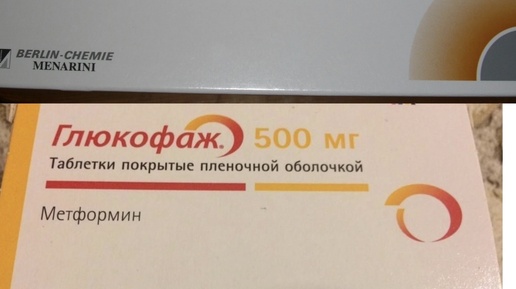 BERLIN-CHEMIE
MENARINI
Глюкофаж® 500 мг
Таблетки покрытые пленочной оболочкой
Метформин